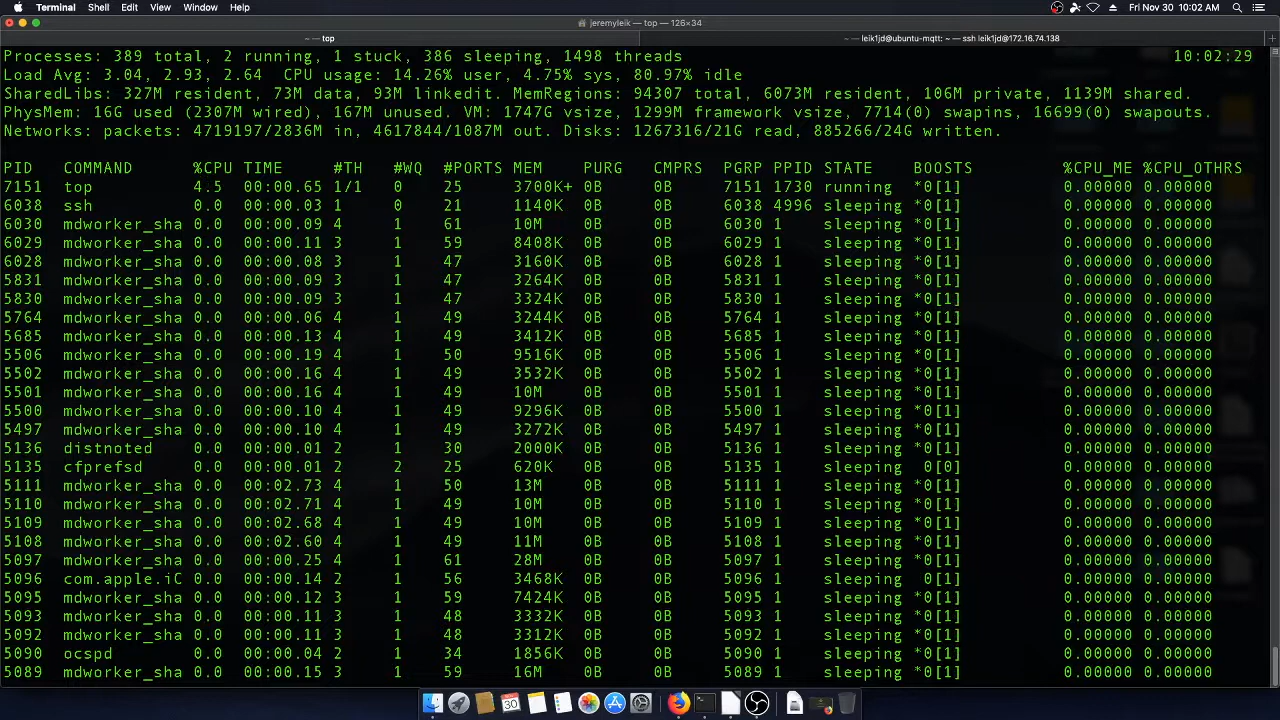 Terminal Shell Edit View Window Help Fri Nov 30 10:02 AM
jeremyleik — top — 126×34
~ — top ~ — leik1jd@ubuntu-mqtt: ~ — ssh leik1jd@172.16.74.138
Processes: 389 total, 2 running, 1 stuck, 386 sleeping, 1498 threads 10:02:29
Load Avg: 3.04, 2.93, 2.64 CPU usage: 14.26% user, 4.75% sys, 80.97% idle
SharedLibs: 327M resident, 73M data, 93M linkedit. MemRegions: 94307 total, 6073M resident, 106M private, 1139M shared.
PhysMem: 16G used (2307M wired), 167M unused. VM: 1747G vsize, 1299M framework vsize, 7714(0) swapins, 16699(0) swapouts.
Networks: packets: 4719197/2836M in, 4617844/1087M out. Disks: 1267316/21G read, 885266/24G written.
PID COMMAND %CPU TIME #TH #WQ #PORTS MEM PURG CMPRS PGRP PPID STATE BOOSTS %CPU_ME %CPU_OTHRS
7151 top 4.5 00:00.65 1/1 0 25 3700K+ 0B 0B 7151 1730 running *0[1] 0.00000 0.00000
6038 ssh 0.0 00:00.03 1 0 21 1140K 0B 0B 6038 4996 sleeping *0[1] 0.00000 0.00000
6030 mdworker_sha 0.0 00:00.09 4 1 61 10M 0B 0B 6030 1 sleeping *0[1] 0.00000 0.00000
6029 mdworker_sha 0.0 00:00.11 3 1 59 8408K 0B 0B 6029 1 sleeping *0[1] 0.00000 0.00000
6028 mdworker_sha 0.0 00:00.08 3 1 47 3160K 0B 0B 6028 1 sleeping *0[1] 0.00000 0.00000
5831 mdworker_sha 0.0 00:00.09 3 1 47 3264K 0B 0B 5831 1 sleeping *0[1] 0.00000 0.00000
5830 mdworker_sha 0.0 00:00.09 3 1 47 3324K 0B 0B 5830 1 sleeping *0[1] 0.00000 0.00000
5764 mdworker_sha 0.0 00:00.06 4 1 49 3244K 0B 0B 5764 1 sleeping *0[1] 0.00000 0.00000
5685 mdworker_sha 0.0 00:00.13 4 1 49 3412K 0B 0B 5685 1 sleeping *0[1] 0.00000 0.00000
5506 mdworker_sha 0.0 00:00.19 4 1 50 9516K 0B 0B 5506 1 sleeping *0[1] 0.00000 0.00000
5502 mdworker_sha 0.0 00:00.16 4 1 49 3532K 0B 0B 5502 1 sleeping *0[1] 0.00000 0.00000
5501 mdworker_sha 0.0 00:00.16 4 1 49 10M 0B 0B 5501 1 sleeping *0[1] 0.00000 0.00000
5500 mdworker_sha 0.0 00:00.10 4 1 49 9296K 0B 0B 5500 1 sleeping *0[1] 0.00000 0.00000
5497 mdworker_sha 0.0 00:00.10 4 1 49 3272K 0B 0B 5497 1 sleeping *0[1] 0.00000 0.00000
5136 distnoted 0.0 00:00.01 2 1 30 2000K 0B 0B 5136 1 sleeping *0[1] 0.00000 0.00000
5135 cfprefsd 0.0 00:00.01 2 2 25 620K 0B 0B 5135 1 sleeping *0[0] 0.00000 0.00000
5111 mdworker_sha 0.0 00:02.73 4 1 50 13M 0B 0B 5111 1 sleeping *0[1] 0.00000 0.00000
5110 mdworker_sha 0.0 00:02.71 4 1 49 10M 0B 0B 5110 1 sleeping *0[1] 0.00000 0.00000
5109 mdworker_sha 0.0 00:02.68 4 1 49 10M 0B 0B 5109 1 sleeping *0[1] 0.00000 0.00000
5108 mdworker_sha 0.0 00:02.60 4 1 49 11M 0B 0B 5108 1 sleeping *0[1] 0.00000 0.00000
5097 mdworker_sha 0.0 00:00.25 4 1 61 28M 0B 0B 5097 1 sleeping *0[1] 0.00000 0.00000
5096 com.apple.iC 0.0 00:00.14 2 1 56 3468K 0B 0B 5096 1 sleeping *0[1] 0.00000 0.00000
5095 mdworker_sha 0.0 00:00.12 3 1 59 7424K 0B 0B 5095 1 sleeping *0[1] 0.00000 0.00000
5093 mdworker_sha 0.0 00:00.11 3 1 48 3332K 0B 0B 5093 1 sleeping *0[1] 0.00000 0.00000
5092 mdworker_sha 0.0 00:00.11 3 1 48 3312K 0B 0B 5092 1 sleeping *0[1] 0.00000 0.00000
5090 ocspd 0.0 00:00.04 2 1 34 1856K 0B 0B 5090 1 sleeping *0[1] 0.00000 0.00000
5089 mdworker_sha 0.0 00:00.15 3 1 59 16M 0B 0B 5089 1 sleeping *0[1] 0.00000 0.00000
30